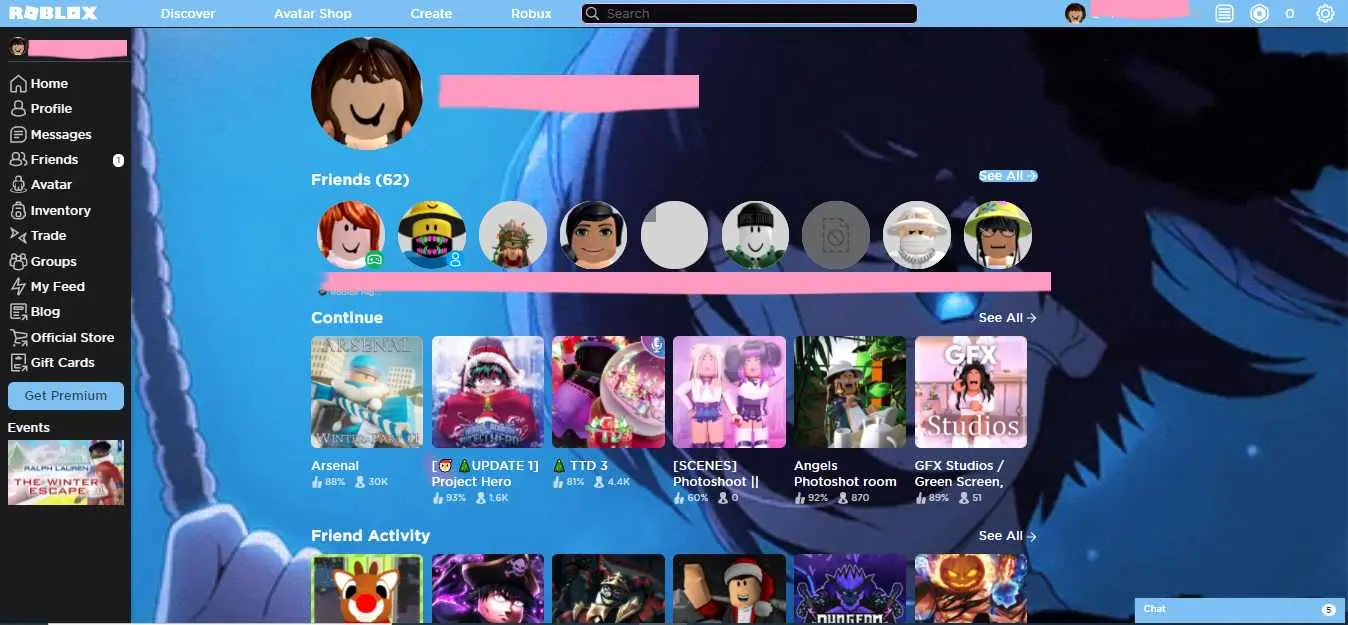 ROBLOX
Discover
Avatar Shop
Create
Robux
Search
0
Home
Profile
Messages
Friends
1
Avatar
Inventory
Trade
Groups
My Feed
Blog
Official Store
Gift Cards
Get Premium
Events
RALPH LAUREN
THE WINTER
ESCAPE
Friends (62)
See All
Continue
See All
ARSENAL
WINTER PART II
GFX
Studios
Arsenal
88% 30K
[🎅🌲UPDATE 1]
Project Hero
93% 1.6K
🌲 TTD 3
81% 4.4K
[SCENES]
Photoshoot ||
60% 0
Angels
Photoshot room
92% 870
GFX Studios /
Green Screen,
89% 51
Friend Activity
See All
DUNGEON
Chat
5